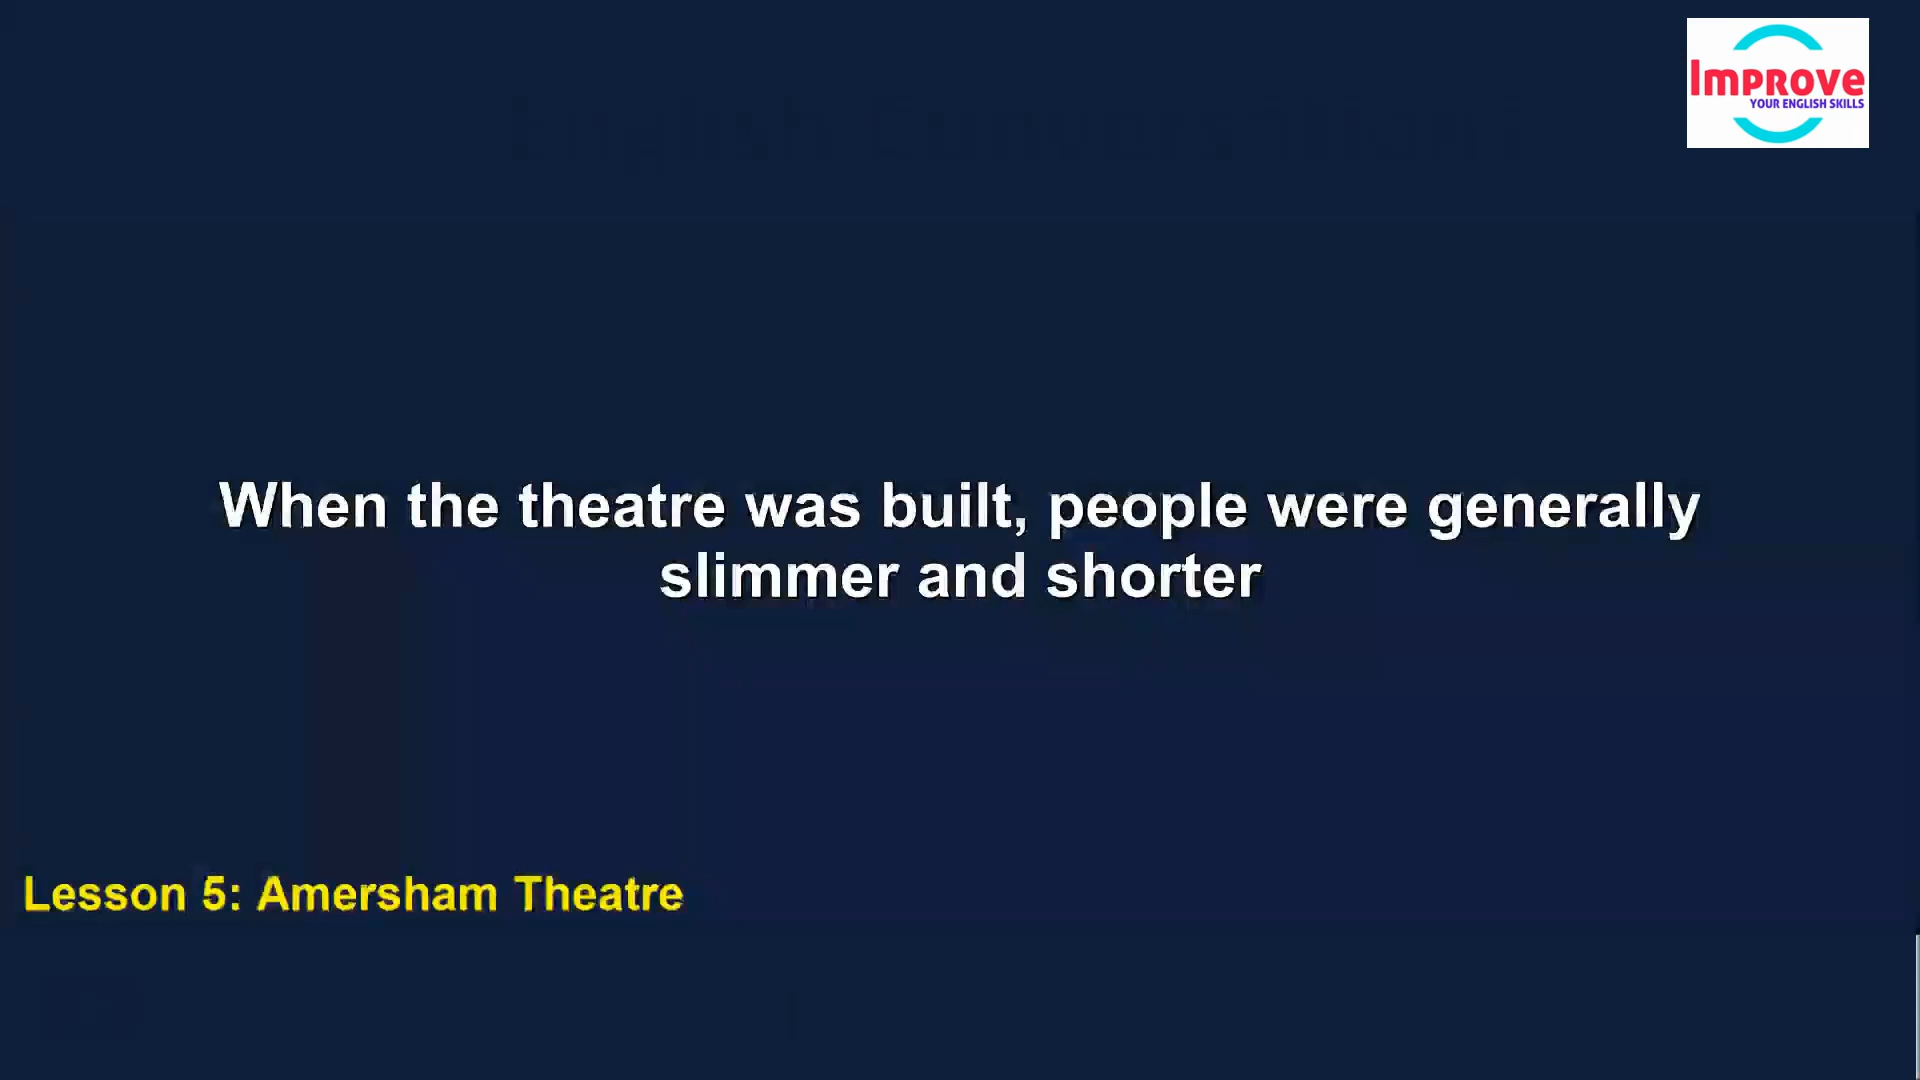 Improve
YOUR ENGLISH SKILLS
When the theatre was built, people were generally
slimmer and shorter
Lesson 5: Amersham Theatre